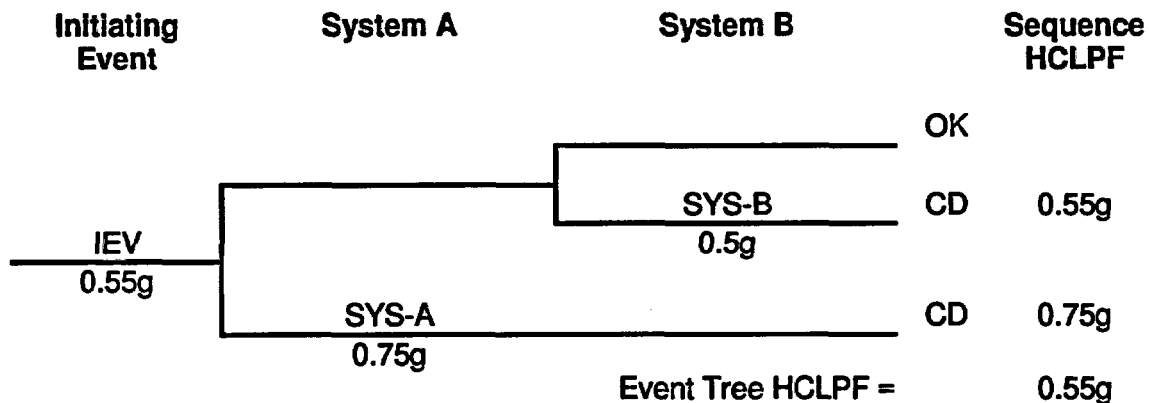 Initiating Event
System A
System B
Sequence HCLPF
OK
SYS-B
CD
0.55g
0.5g
IEV
0.55g
SYS-A
CD
0.75g
0.75g
Event Tree HCLPF =
0.55g